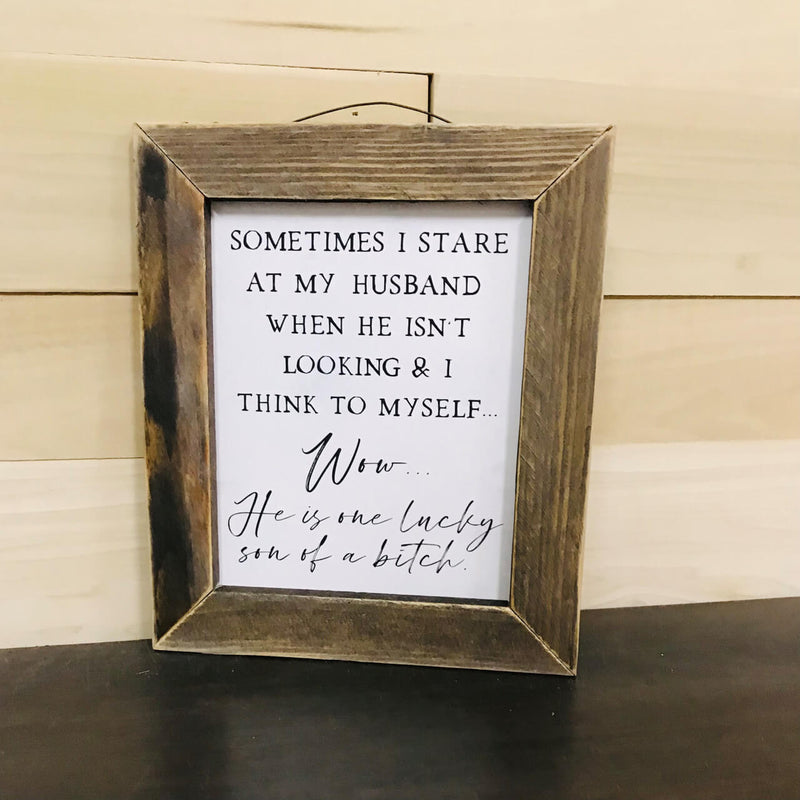 SOMETIMES I STARE
AT MY HUSBAND
WHEN HE ISN'T
LOOKING & I
THINK TO MYSELF...
Wow...
He is one lucky
son of a bitch.